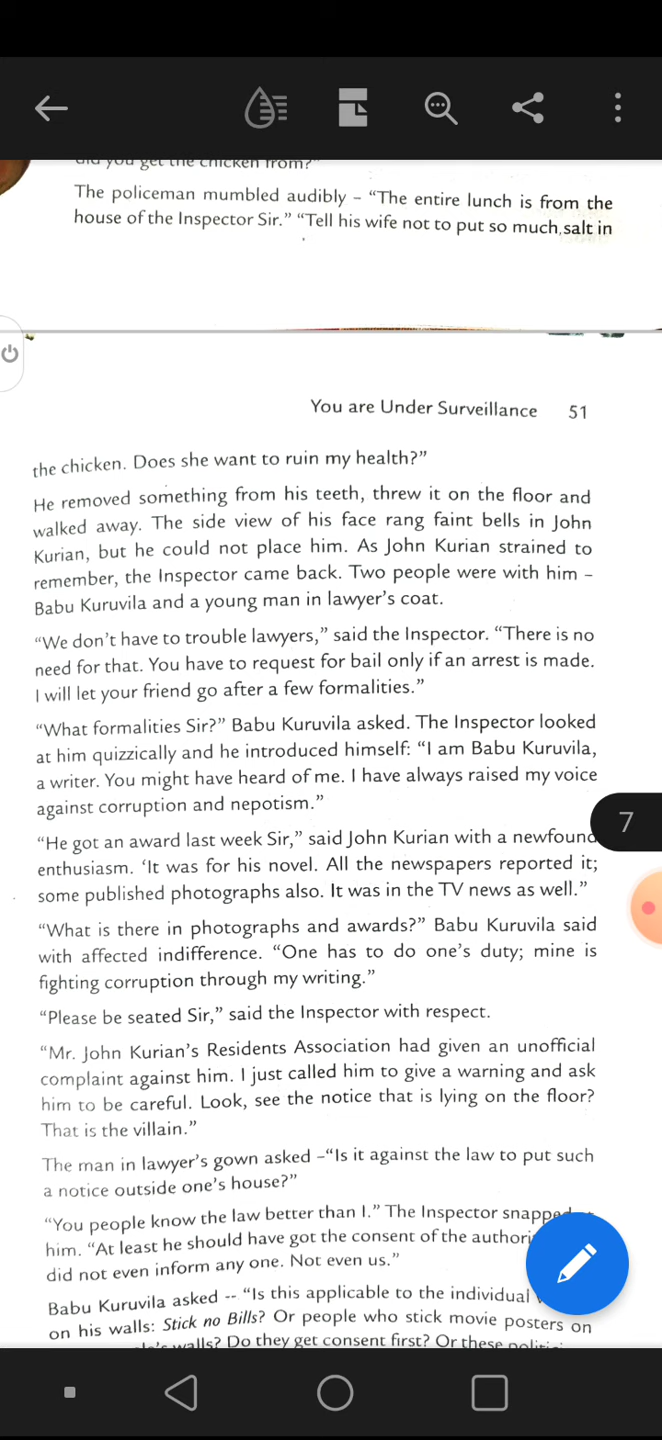 did you get the chicken from?"
The policeman mumbled audibly – “The entire lunch is from the
house of the Inspector Sir.” “Tell his wife not to put so much salt in
You are Under Surveillance 51
the chicken. Does she want to ruin my health?”
He removed something from his teeth, threw it on the floor and
walked away. The side view of his face rang faint bells in John
Kurian, but he could not place him. As John Kurian strained to
remember, the Inspector came back. Two people were with him –
Babu Kuruvila and a young man in lawyer’s coat.
“We don’t have to trouble lawyers,” said the Inspector. “There is no
need for that. You have to request for bail only if an arrest is made.
I will let your friend go after a few formalities.”
“What formalities Sir?” Babu Kuruvila asked. The Inspector looked
at him quizzically and he introduced himself: “I am Babu Kuruvila,
a writer. You might have heard of me. I have always raised my voice
against corruption and nepotism.”
“He got an award last week Sir,” said John Kurian with a newfound
enthusiasm. ‘It was for his novel. All the newspapers reported it;
some published photographs also. It was in the TV news as well.”
“What is there in photographs and awards?” Babu Kuruvila said
with affected indifference. “One has to do one’s duty; mine is
fighting corruption through my writing.”
“Please be seated Sir,” said the Inspector with respect.
“Mr. John Kurian’s Residents Association had given an unofficial
complaint against him. I just called him to give a warning and ask
him to be careful. Look, see the notice that is lying on the floor?
That is the villain.”
The man in lawyer’s gown asked –“Is it against the law to put such
a notice outside one’s house?”
“You people know the law better than I.” The Inspector snapped
him. “At least he should have got the consent of the
did not even inform any one. Not even us.”
Babu Kuruvila asked -- “Is this applicable to the individual
on his walls: Stick no Bills? Or people who stick movie posters on
walls? Do they get consent first? Or these
7